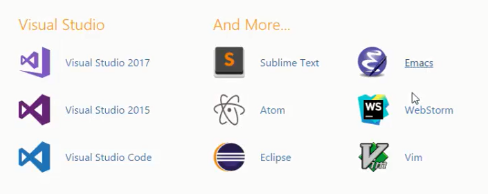 Visual Studio
And More...
Visual Studio 2017
Sublime Text
Emacs
Visual Studio 2015
Atom
WS
WebStorm
Visual Studio Code
Eclipse
Vim